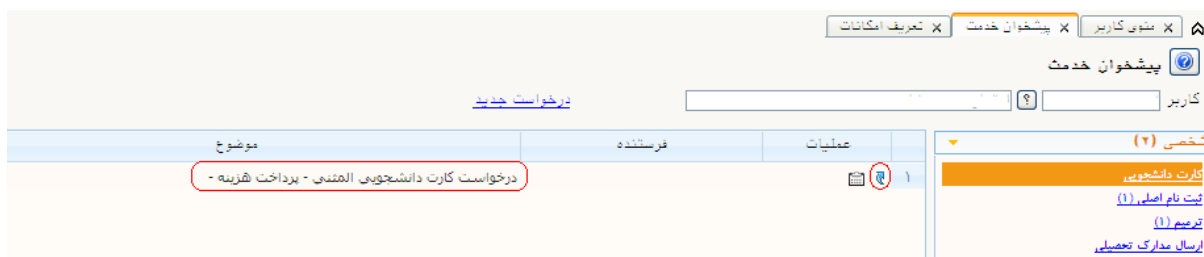 منوی کاربر × پیشخوان خدمت × تعریف امکانات ×
پیشخوان خدمت
کاربر ؟ درخواست جدید
شخصی (۲)
عملیات فرستنده موضوع
۱ درخواست کارت دانشجویی المثنی - پرداخت هزینه -
کارت دانشجویی
ثبت نام اصلی (۱)
ترمیم (۱)
ارسال مدارک تحصیلی